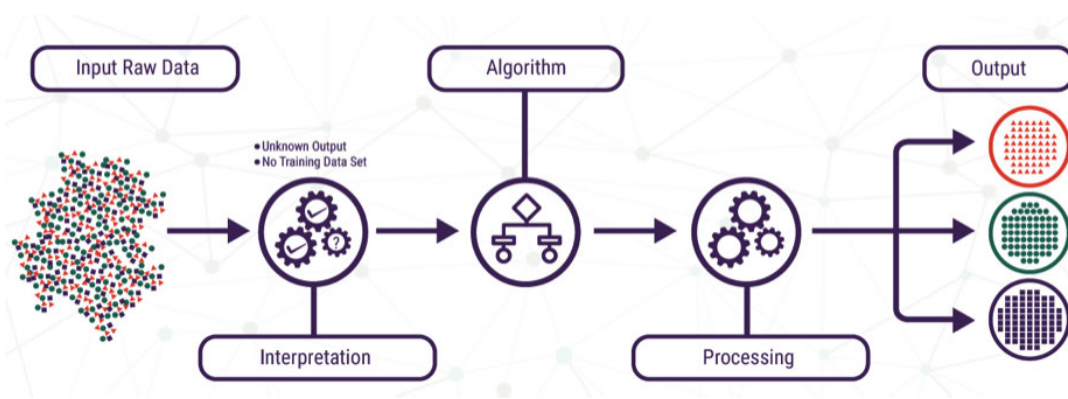 Input Raw Data
Algorithm
Output
• Unknown Output
• No Training Data Set
?
Interpretation
Processing